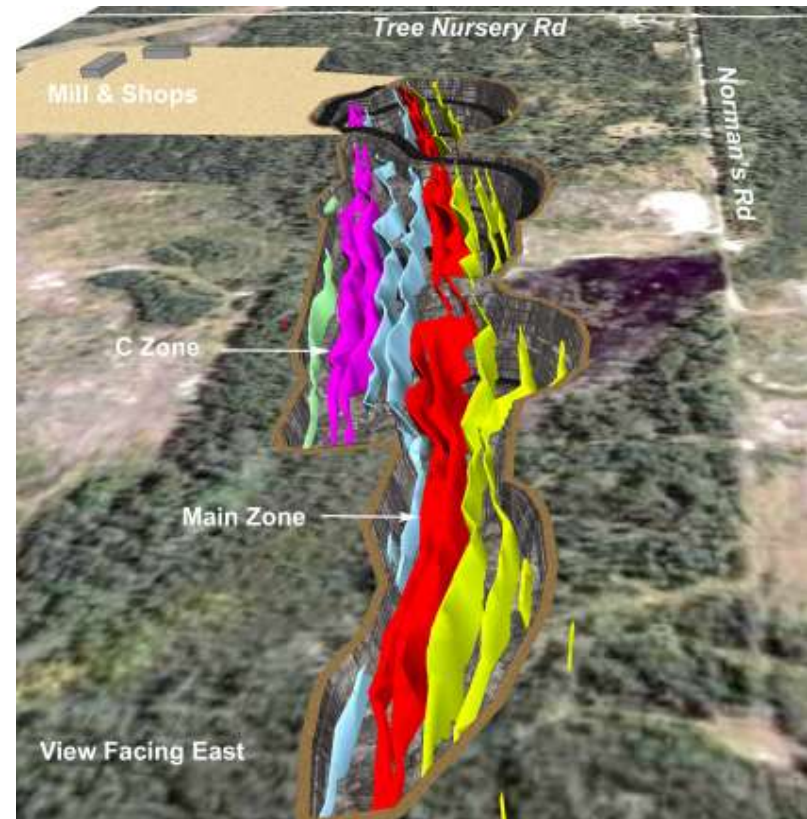 Tree Nursery Rd
Mill & Shops
Norman's Rd
C Zone
Main Zone
View Facing East